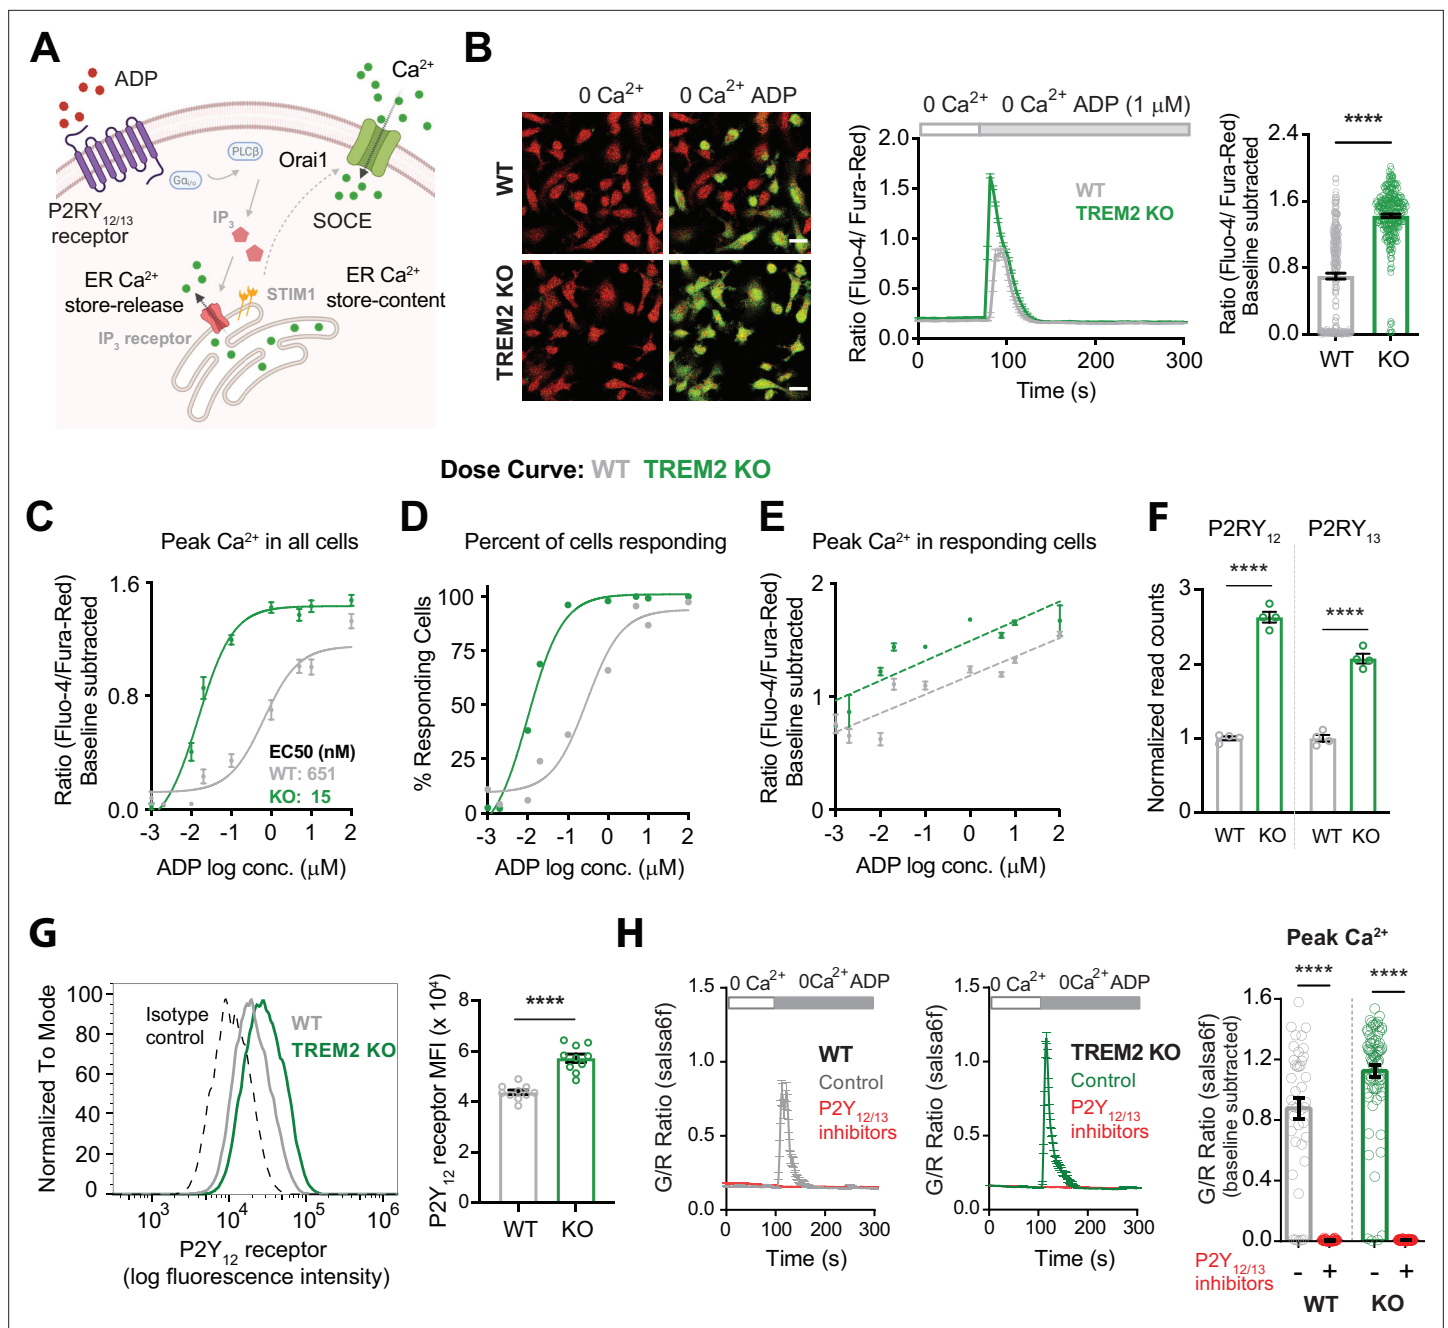 A
ADP
Ca2+
PLCβ
Gαi/o
Orai1
P2RY12/13
receptor
IP3
SOCE
ER Ca2+
store-release
STIM1
ER Ca2+
store-content
IP3 receptor
B
0 Ca2+
0 Ca2+ ADP
WT
TREM2 KO
0 Ca2+
0 Ca2+ ADP (1 μM)
Ratio (Fluo-4/ Fura-Red)
2.0
1.5
1.0
0.5
0.0
WT
TREM2 KO
0
100
200
300
Time (s)
Ratio (Fluo-4/ Fura-Red)
Baseline subtracted
2.4
1.6
0.8
0.0
****
WT
KO
Dose Curve: WT TREM2 KO
C
Peak Ca2+ in all cells
Ratio (Fluo-4/Fura-Red)
Baseline subtracted
1.6
0.8
0.0
EC50 (nM)
WT: 651
KO: 15
-3 -2 -1 0 1 2
ADP log conc. (μM)
D
Percent of cells responding
% Responding Cells
100
75
50
25
0
-3 -2 -1 0 1 2
ADP log conc. (μM)
E
Peak Ca2+ in responding cells
Ratio (Fluo-4/Fura-Red)
Baseline subtracted
2
1
0
-3 -2 -1 0 1 2
ADP log conc. (μM)
F
P2RY12
P2RY13
Normalized read counts
3
2
1
0
****
****
WT KO WT KO
G
Normalized To Mode
100
80
60
40
20
0
Isotype
control
WT
TREM2 KO
103 104 105 106
P2Y12 receptor
(log fluorescence intensity)
P2Y12 receptor MFI (x 104)
8
6
4
2
0
****
WT KO
H
0 Ca2+
0Ca2+ ADP
G/R Ratio (salsa6f)
1.5
1.0
0.5
0.0
WT
Control
P2Y12/13
inhibitors
0 100 200 300
Time (s)
0 Ca2+
0Ca2+ ADP
G/R Ratio (salsa6f)
1.5
1.0
0.5
0.0
TREM2 KO
Control
P2Y12/13
inhibitors
0 100 200 300
Time (s)
Peak Ca2+
**** ****
G/R Ratio (salsa6f)
(baseline subtracted)
1.6
1.2
0.8
0.4
0.0
P2Y12/13
inhibitors
- + - +
WT KO